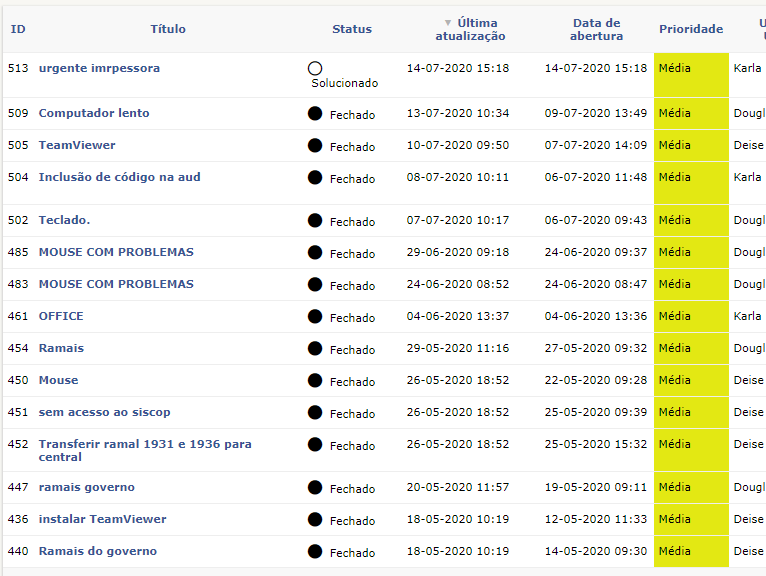 ID Título Status Última atualização Data de abertura Prioridade
513 urgente imrpessora Solucionado 14-07-2020 15:18 14-07-2020 15:18 Média Karla
509 Computador lento Fechado 13-07-2020 10:34 09-07-2020 13:49 Média Dougl
505 TeamViewer Fechado 10-07-2020 09:50 07-07-2020 14:09 Média Deise
504 Inclusão de código na aud Fechado 08-07-2020 10:11 06-07-2020 11:48 Média Karla
502 Teclado. Fechado 07-07-2020 10:17 06-07-2020 09:43 Média Dougl
485 MOUSE COM PROBLEMAS Fechado 29-06-2020 09:18 24-06-2020 09:37 Média Dougl
483 MOUSE COM PROBLEMAS Fechado 24-06-2020 08:52 24-06-2020 08:47 Média Dougl
461 OFFICE Fechado 04-06-2020 13:37 04-06-2020 13:36 Média Karla
454 Ramais Fechado 29-05-2020 11:16 27-05-2020 09:32 Média Dougl
450 Mouse Fechado 26-05-2020 18:52 22-05-2020 09:28 Média Deise
451 sem acesso ao siscop Fechado 26-05-2020 18:52 25-05-2020 09:39 Média Deise
452 Transferir ramal 1931 e 1936 para central Fechado 26-05-2020 18:52 25-05-2020 15:32 Média Deise
447 ramais governo Fechado 20-05-2020 11:57 19-05-2020 09:11 Média Dougl
436 instalar TeamViewer Fechado 18-05-2020 10:19 12-05-2020 11:33 Média Deise
440 Ramais do governo Fechado 18-05-2020 10:19 14-05-2020 09:30 Média Deise